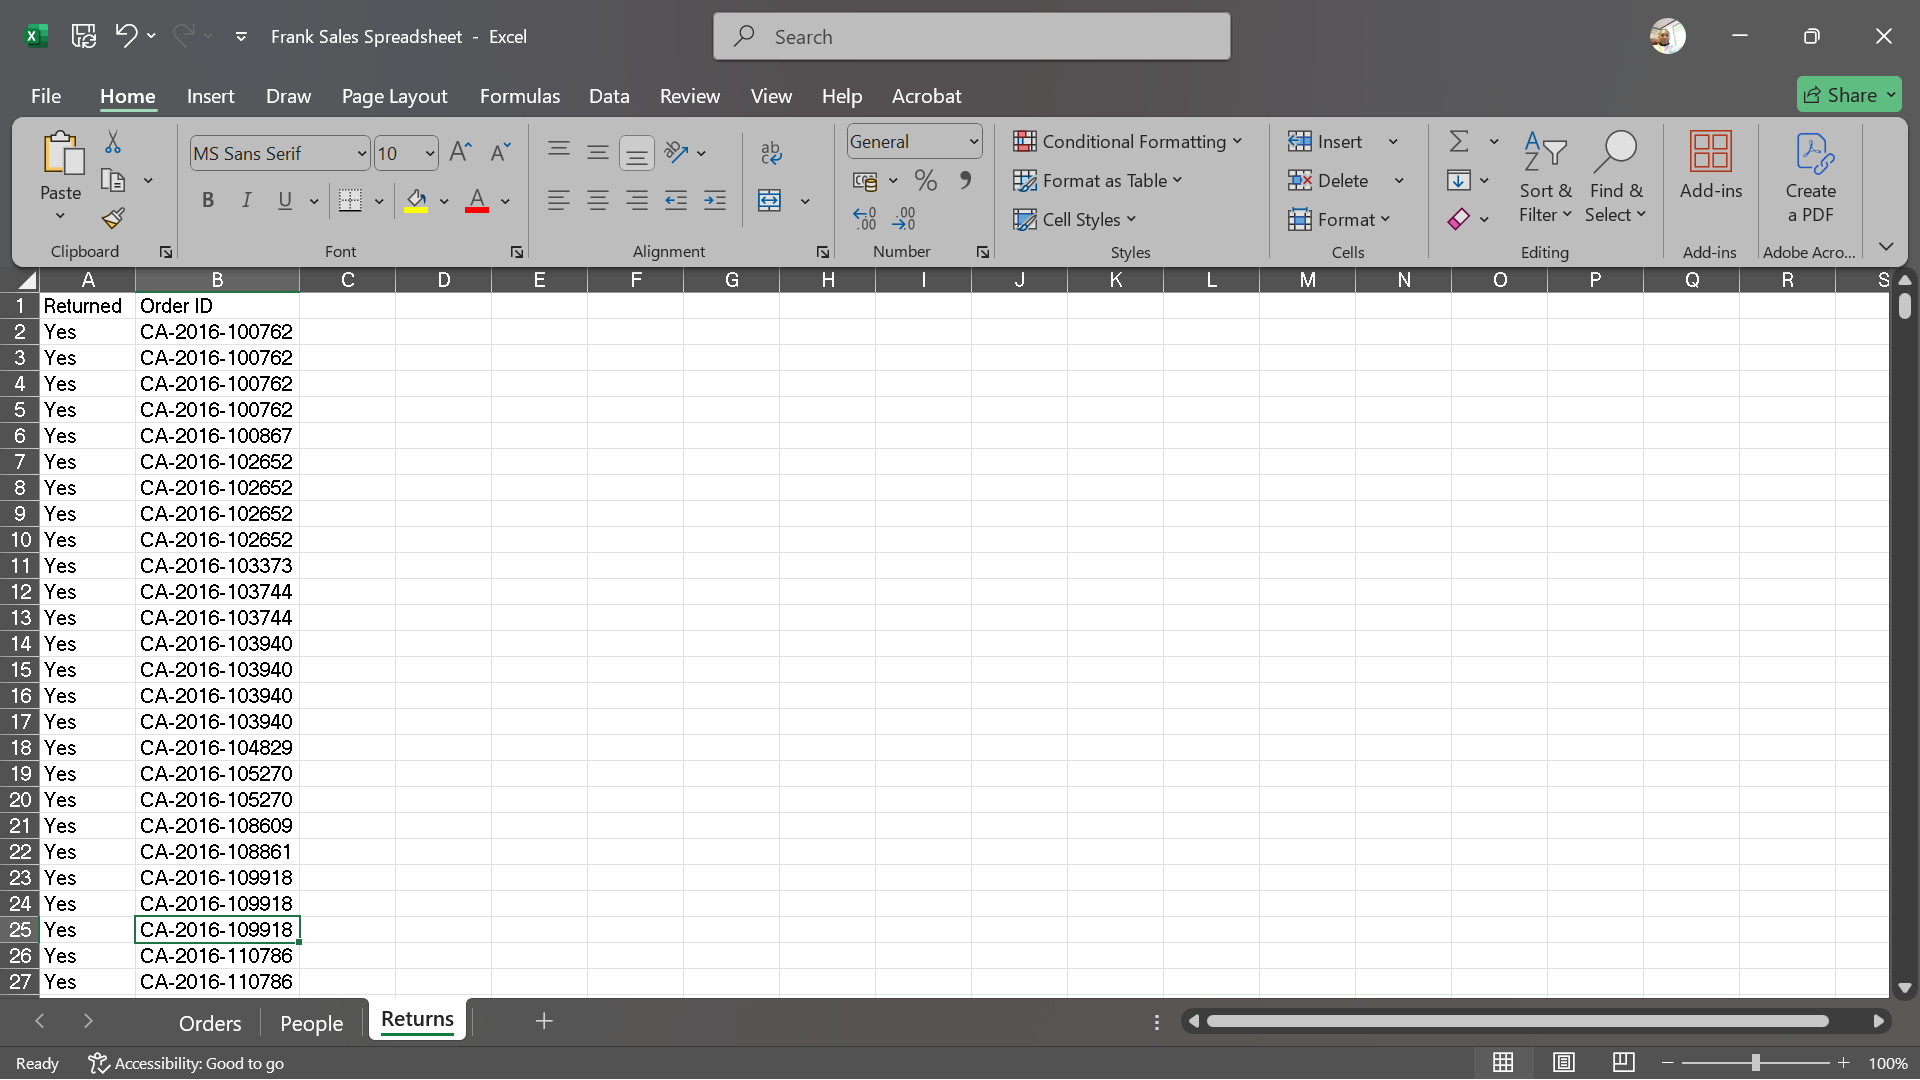 Frank Sales Spreadsheet - Excel
Search
File Home Insert Draw Page Layout Formulas Data Review View Help Acrobat
Share
Paste
Clipboard
MS Sans Serif 10
B I U A
Font
ab
Alignment
General
% 
Number
Conditional Formatting
Format as Table
Cell Styles
Styles
Insert
Delete
Format
Cells
Sort & Filter
Find & Select
Editing
Add-ins
Add-ins
Create a PDF
Adobe Acro...
A B C D E F G H I J K L M N O P Q R S
1 Returned Order ID
2 Yes CA-2016-100762
3 Yes CA-2016-100762
4 Yes CA-2016-100762
5 Yes CA-2016-100762
6 Yes CA-2016-100867
7 Yes CA-2016-102652
8 Yes CA-2016-102652
9 Yes CA-2016-102652
10 Yes CA-2016-102652
11 Yes CA-2016-103373
12 Yes CA-2016-103744
13 Yes CA-2016-103744
14 Yes CA-2016-103940
15 Yes CA-2016-103940
16 Yes CA-2016-103940
17 Yes CA-2016-103940
18 Yes CA-2016-104829
19 Yes CA-2016-105270
20 Yes CA-2016-105270
21 Yes CA-2016-108609
22 Yes CA-2016-108861
23 Yes CA-2016-109918
24 Yes CA-2016-109918
25 Yes CA-2016-109918
26 Yes CA-2016-110786
27 Yes CA-2016-110786
Orders People Returns
Ready Accessibility: Good to go 100%